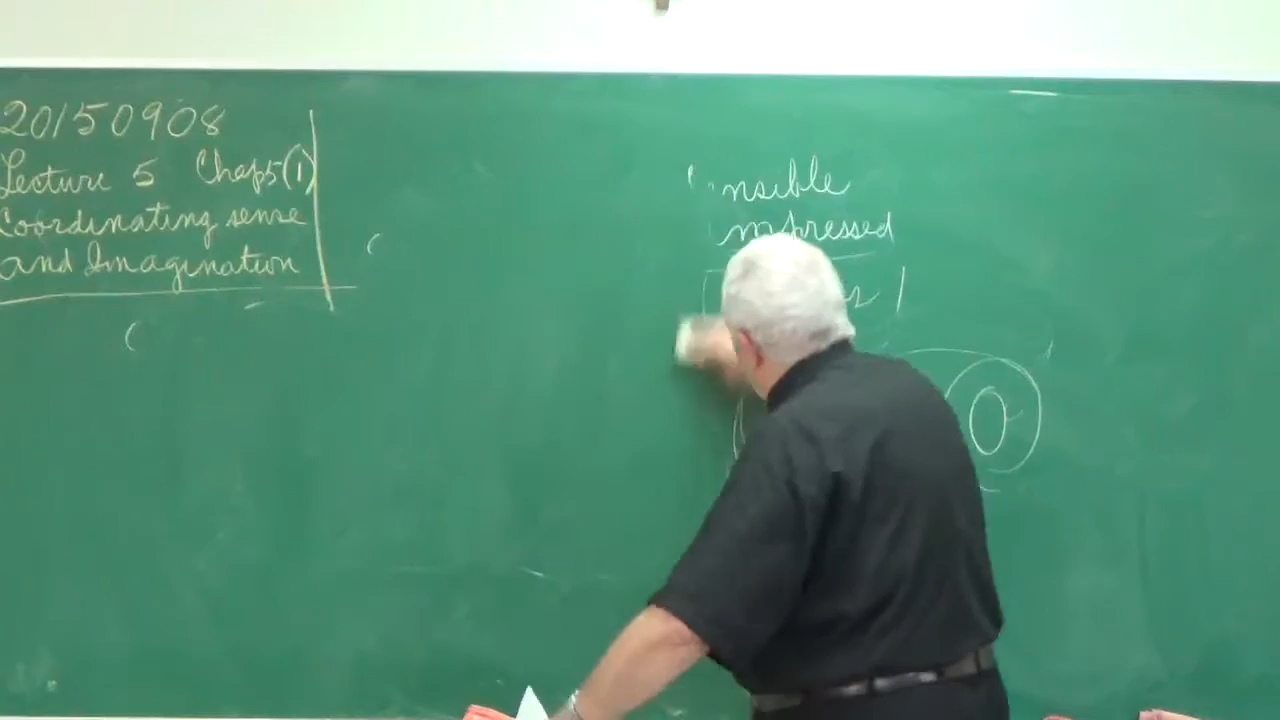 20150908
Lecture 5 Chap5(1)
Coordinating sense
and Imagination
nsible
mpressed